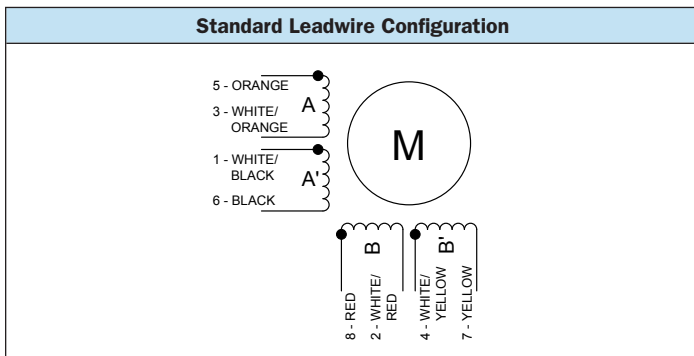 Standard Leadwire Configuration
5 - ORANGE
A
3 - WHITE/
ORANGE
1 - WHITE/
BLACK
A'
6 - BLACK
M
B
B'
8 - RED
2 - WHITE/
RED
4 - WHITE/
YELLOW
7 - YELLOW